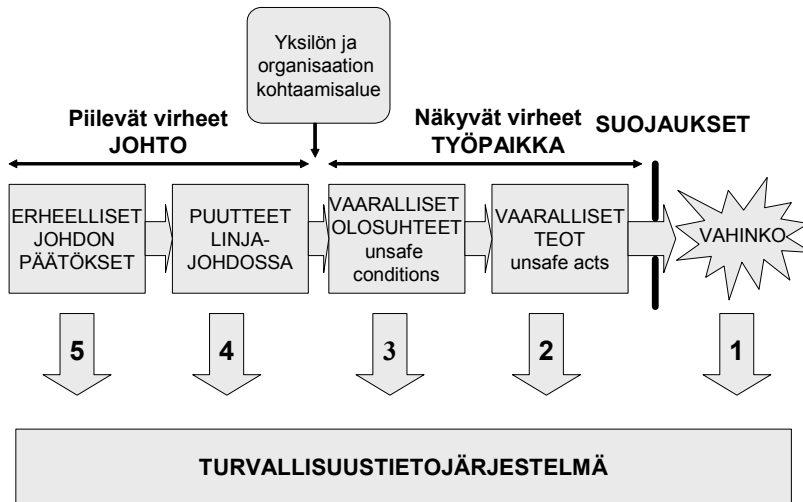 Yksilön ja
organisaation
kohtaamisalue
Piilevät virheet
JOHTO
Näkyvät virheet
TYÖPAIKKA
SUOJAUKSET
ERHEELLISET
JOHDON
PÄÄTÖKSET
PUUTTEET
LINJA-
JOHDOSSA
VAARALLISET
OLOSUHTEET
unsafe
conditions
VAARALLISET
TEOT
unsafe acts
VAHINKO
5
4
3
2
1
TURVALLISUUSTIETOJÄRJESTELMÄ